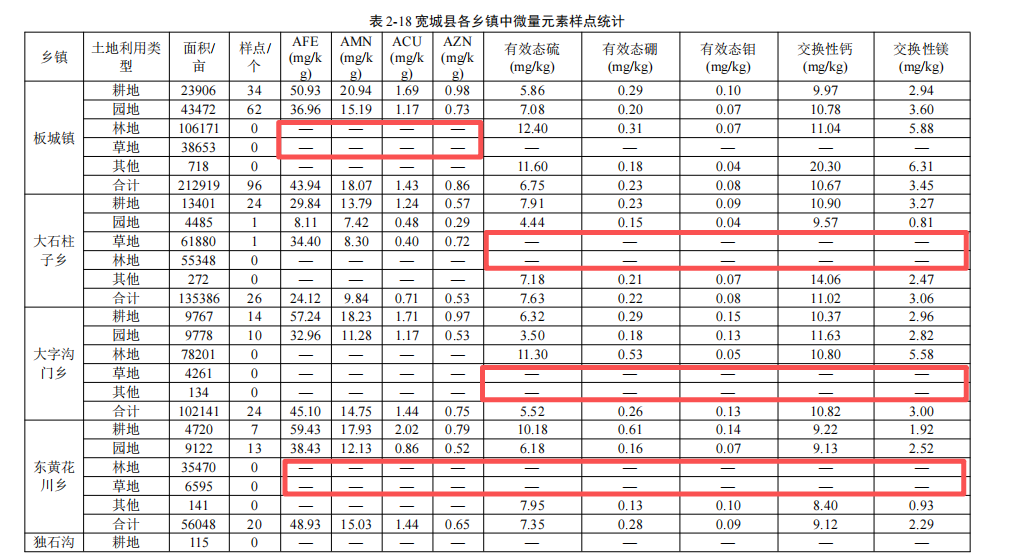 表 2-18 宽城县各乡镇中微量元素样点统计
乡镇 土地利用类型 面积/亩 样点/个 AFE(mg/kg) AMN(mg/kg) ACU(mg/kg) AZN(mg/kg) 有效态硫(mg/kg) 有效态硼(mg/kg) 有效态钼(mg/kg) 交换性钙(mg/kg) 交换性镁(mg/kg)
板城镇 耕地 23906 34 50.93 20.94 1.69 0.98 5.86 0.29 0.10 9.97 2.94
园地 43472 62 36.96 15.19 1.17 0.73 7.08 0.20 0.07 10.78 3.60
林地 106171 0 — — — — 12.40 0.31 0.07 11.04 5.88
草地 38653 0 — — — — — — — — —
其他 718 0 — — — — 11.60 0.18 0.04 20.30 6.31
合计 212919 96 43.94 18.07 1.43 0.86 6.75 0.23 0.08 10.67 3.45
大石柱子乡 耕地 13401 24 29.84 13.79 1.24 0.57 7.91 0.23 0.09 10.90 3.27
园地 4485 1 8.11 7.42 0.48 0.29 4.44 0.15 0.04 9.57 0.81
草地 61880 1 34.40 8.30 0.40 0.72 — — — — —
林地 55348 0 — — — — — — — — —
其他 272 0 — — — — 7.18 0.21 0.07 14.06 2.47
合计 135386 26 24.12 9.84 0.71 0.53 7.63 0.22 0.08 11.02 3.06
大字沟门乡 耕地 9767 14 57.24 18.23 1.71 0.97 6.32 0.29 0.15 10.37 2.96
园地 9778 10 32.96 11.28 1.17 0.53 3.50 0.18 0.13 11.63 2.82
林地 78201 0 — — — — 11.30 0.53 0.05 10.80 5.58
草地 4261 0 — — — — — — — — —
其他 134 0 — — — — — — — — —
合计 102141 24 45.10 14.75 1.44 0.75 5.52 0.26 0.13 10.82 3.00
东黄花川乡 耕地 4720 7 59.43 17.93 2.02 0.79 10.18 0.61 0.14 9.22 1.92
园地 9122 13 38.43 12.13 0.86 0.52 6.18 0.16 0.07 9.13 2.52
林地 35470 0 — — — — — — — — —
草地 6595 0 — — — — — — — — —
其他 141 0 — — — — 7.95 0.13 0.10 8.40 0.93
合计 56048 20 48.93 15.03 1.44 0.65 7.35 0.28 0.09 9.12 2.29
独石沟 耕地 115 0 — — — — — — — — —